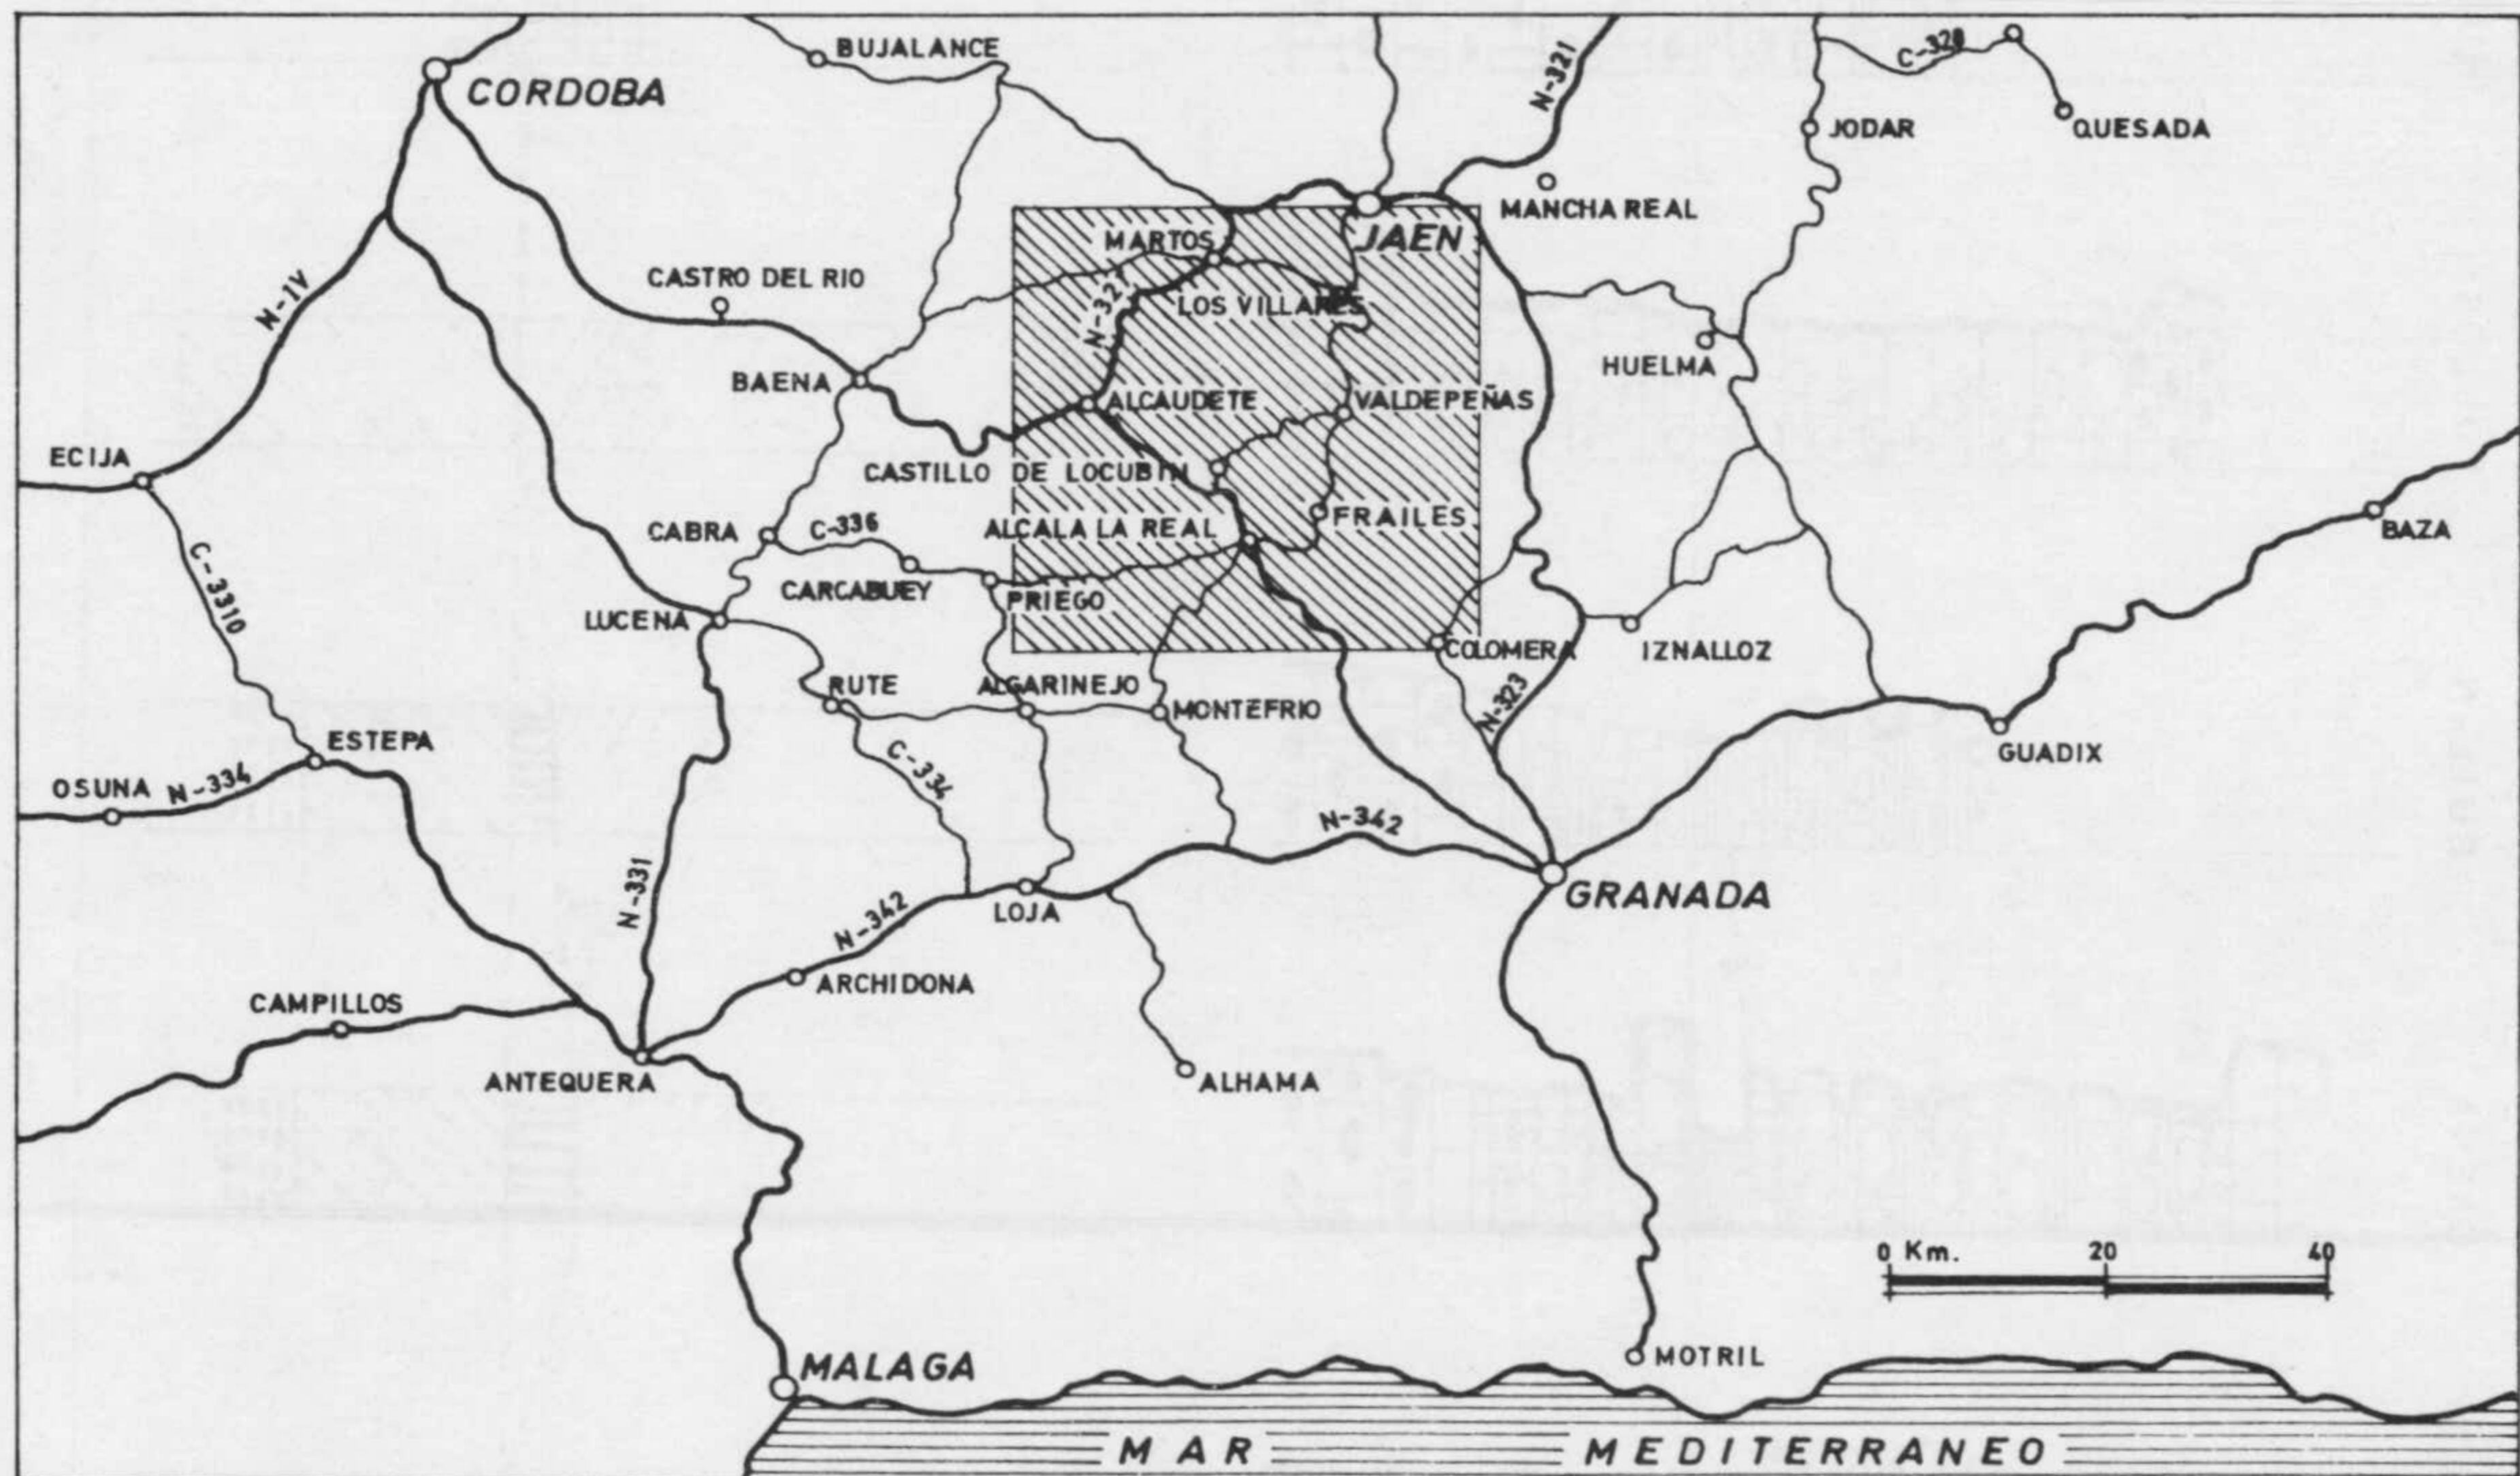 BUJALANCE
C-328
N-321
CORDOBA
JODAR
QUESADA
MANCHA REAL
MARTOS
JAEN
CASTRO DEL RIO
N-IV
N-321
LOS VILLARES
HUELMA
BAENA
ALCAUDETE
VALDEPEÑAS
ECIJA
CASTILLO DE LOCUBIN
CABRA
C-336
ALCALA LA REAL
FRAILES
BAZA
C-3310
CARCABUEY
PRIEGO
LUCENA
COLOMERA
IZNALLOZ
RUTE
ALGARINEJO
MONTEFRIO
N-323
ESTEPA
GUADIX
OSUNA
N-334
C-334
N-342
N-331
GRANADA
LOJA
N-342
ARCHIDONA
CAMPILLOS
ANTEQUERA
ALHAMA
0 Km. 20 40
MALAGA
MOTRIL
MAR MEDITERRANEO